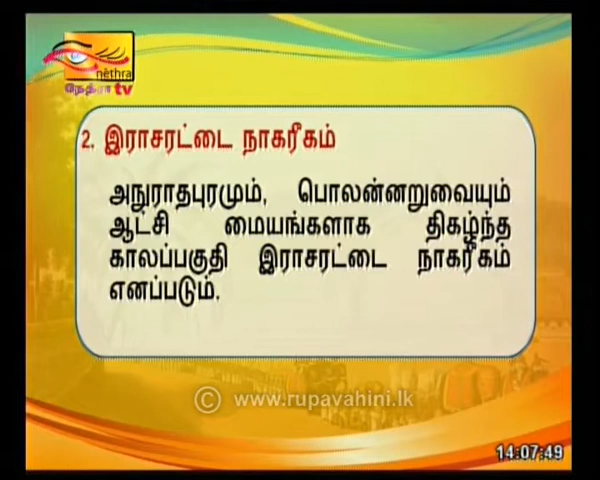 nethra
நேத்ரா tv
2. இராசரட்டை நாகரீகம்
அநுராதபுரமும், பொலன்னறுவையும்
ஆட்சி மையங்களாக திகழ்ந்த
காலப்பகுதி இராசரட்டை நாகரீகம்
எனப்படும்.
© www.rupavahini.lk
14:07:49